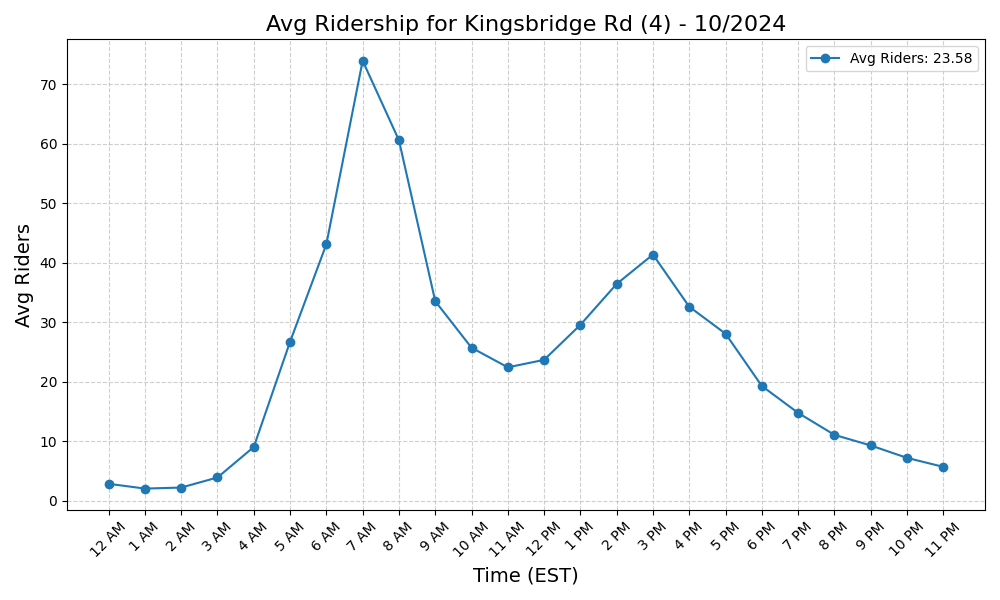 Avg Ridership for Kingsbridge Rd (4) - 10/2024
Avg Riders: 23.58
Avg Riders
70
60
50
40
30
20
10
0
12 AM
1 AM
2 AM
3 AM
4 AM
5 AM
6 AM
7 AM
8 AM
9 AM
10 AM
11 AM
12 PM
1 PM
2 PM
3 PM
4 PM
5 PM
6 PM
7 PM
8 PM
9 PM
10 PM
11 PM
Time (EST)